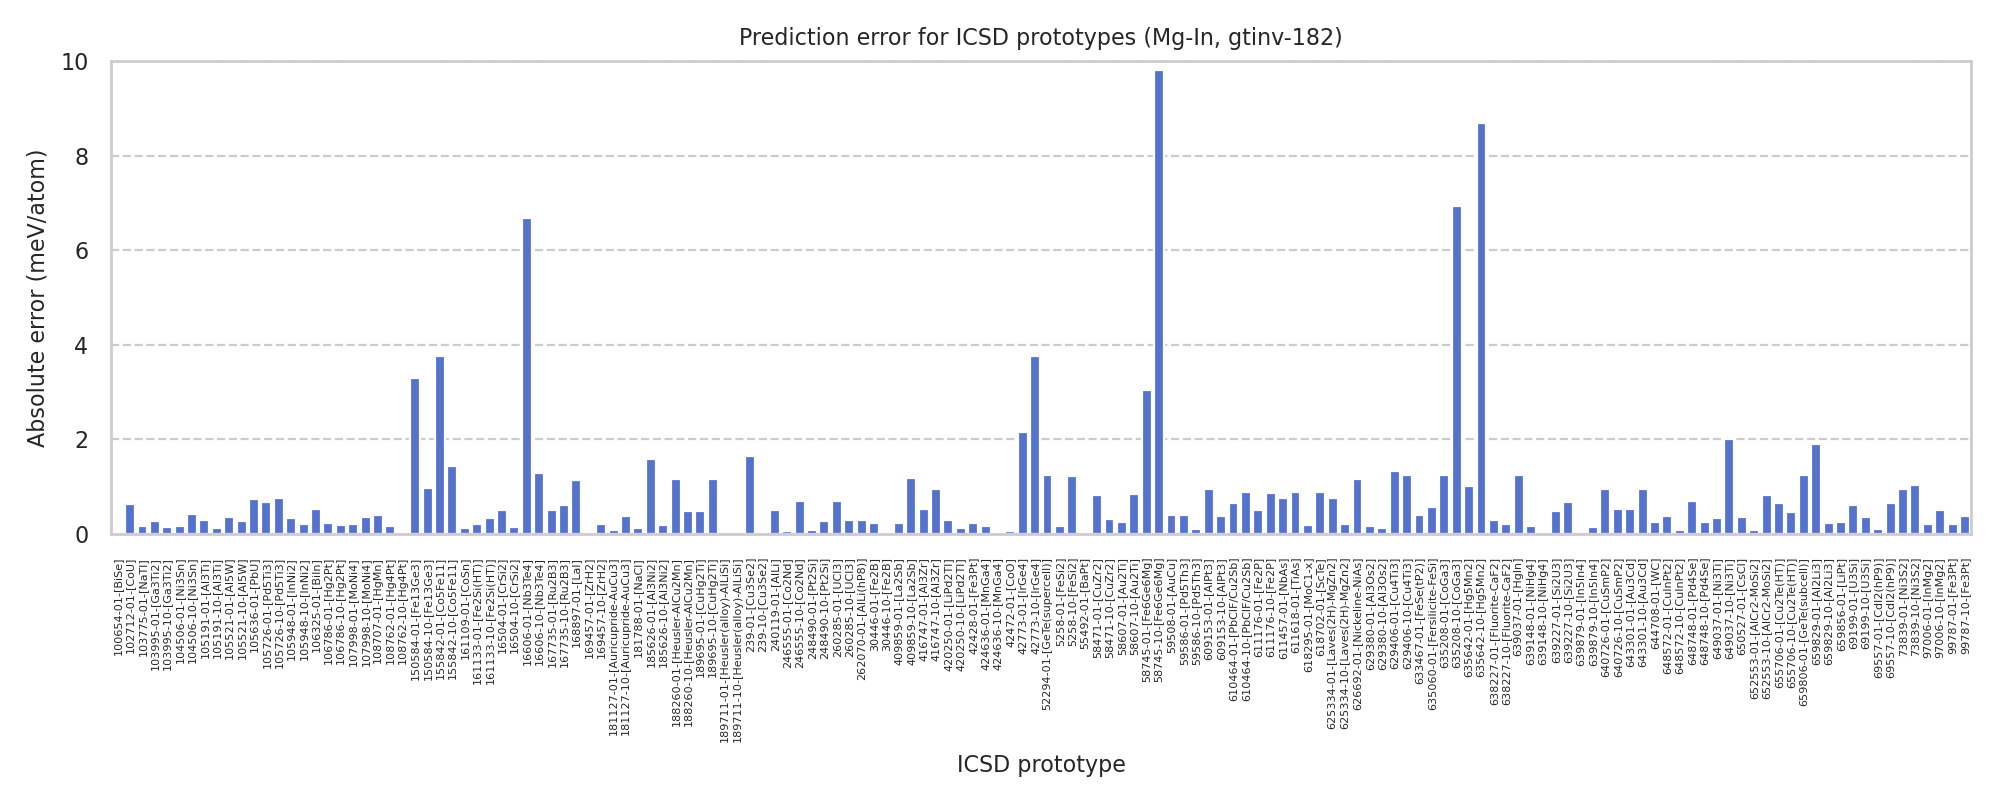 Prediction error for ICSD prototypes (Mg-In, gtinv-182)
Absolute error (meV/atom)
10
8
6
4
2
0
100654-01-[BiSe]
102712-01-[CoU]
103775-01-[NaTl]
103995-01-[Ga3Ti2]
103995-10-[Ga3Ti2]
104506-01-[Ni3Sn]
104506-10-[Ni3Sn]
105191-01-[Al3Ti]
105191-10-[Al3Ti]
105521-01-[Al5W]
105521-10-[Al5W]
105636-01-[PbU]
105726-01-[Pd5Ti3]
105726-10-[Pd5Ti3]
105948-01-[InNi2]
105948-10-[InNi2]
106325-01-[BiIn]
106786-01-[Hg2Pt]
106786-10-[Hg2Pt]
107998-01-[MoNi4]
107998-10-[MoNi4]
108707-01-[HgMn]
108762-01-[Hg4Pt]
108762-10-[Hg4Pt]
150584-01-[Fe13Ge3]
150584-10-[Fe13Ge3]
155842-01-[Co5Fe11]
155842-10-[Co5Fe11]
161109-01-[CoSn]
161133-01-[Fe2Si(HT)]
161133-10-[Fe2Si(HT)]
16504-01-[CrSi2]
16504-10-[CrSi2]
16606-01-[Nb3Te4]
16606-10-[Nb3Te4]
167735-01-[Ru2B3]
167735-10-[Ru2B3]
168897-01-[LaI]
169457-01-[ZrH2]
169457-10-[ZrH2]
181127-01-[Auricupride-AuCu3]
181127-10-[Auricupride-AuCu3]
181788-01-[NaCl]
185626-01-[Al3Ni2]
185626-10-[Al3Ni2]
188260-01-[Heusler-AlCu2Mn]
188260-10-[Heusler-AlCu2Mn]
189695-01-[CuHg2Ti]
189695-10-[CuHg2Ti]
189711-01-[Heusler(alloy)-AlLiSi]
189711-10-[Heusler(alloy)-AlLiSi]
239-01-[Cu3Se2]
239-10-[Cu3Se2]
240119-01-[AlLi]
246555-01-[Co2Nd]
246555-10-[Co2Nd]
248490-01-[Pt2Si]
248490-10-[Pt2Si]
260285-01-[UCl3]
260285-10-[UCl3]
262070-01-[AlLi(hP8)]
30446-01-[Fe2B]
30446-10-[Fe2B]
409859-01-[La2Sb]
409859-10-[La2Sb]
416747-01-[Al3Zr]
416747-10-[Al3Zr]
420250-01-[LiPd2Tl]
420250-10-[LiPd2Tl]
42428-01-[Fe3Pt]
424636-01-[MnGa4]
424636-10-[MnGa4]
42472-01-[CoO]
42773-01-[IrGe4]
42773-10-[IrGe4]
52294-01-[GeTe(supercell)]
5258-01-[FeSi2]
5258-10-[FeSi2]
55492-01-[BaPt]
58471-01-[CuZr2]
58471-10-[CuZr2]
58607-01-[Au2Ti]
58607-10-[Au2Ti]
58745-01-[Fe6Ge6Mg]
58745-10-[Fe6Ge6Mg]
59508-01-[AuCu]
59586-01-[Pd5Th3]
59586-10-[Pd5Th3]
609153-01-[AlPt3]
609153-10-[AlPt3]
610464-01-[PbClF/Cu2Sb]
610464-10-[PbClF/Cu2Sb]
611176-01-[Fe2P]
611176-10-[Fe2P]
611457-01-[NbAs]
611618-01-[TiAs]
618295-01-[MoC1-x]
618702-01-[ScTe]
625334-01-[Laves(2H)-MgZn2]
625334-10-[Laves(2H)-MgZn2]
626692-01-[Nickeline-NiAs]
629380-01-[Al3Os2]
629380-10-[Al3Os2]
629406-01-[Cu4Ti3]
629406-10-[Cu4Ti3]
633467-01-[FeSe(tP2)]
635060-01-[Fersilicite-FeSi]
635208-01-[CoGa3]
635208-10-[CoGa3]
635642-01-[Hg5Mn2]
635642-10-[Hg5Mn2]
638227-01-[Fluorite-CaF2]
638227-10-[Fluorite-CaF2]
639037-01-[HgIn]
639148-01-[NiHg4]
639148-10-[NiHg4]
639227-01-[Si2U3]
639227-10-[Si2U3]
639879-01-[In5In4]
639879-10-[In5In4]
640726-01-[CuSmP2]
640726-10-[CuSmP2]
643301-01-[Au3Cd]
643301-10-[Au3Cd]
644708-01-[WC]
648572-01-[CuInPt2]
648572-10-[CuInPt2]
648748-01-[Pd4Se]
648748-10-[Pd4Se]
649037-01-[Ni3Ti]
649037-10-[Ni3Ti]
650527-01-[CsCl]
652553-01-[AlCr2-MoSi2]
652553-10-[AlCr2-MoSi2]
655706-01-[Cu2Te(HT)]
655706-10-[Cu2Te(HT)]
659806-01-[GeTe(subcell)]
659829-01-[Al2Li3]
659829-10-[Al2Li3]
659856-01-[LiPt]
69199-01-[U3Si]
69199-10-[U3Si]
69557-01-[CdI2(hP9)]
69557-10-[CdI2(hP9)]
73839-01-[Ni3S2]
73839-10-[Ni3S2]
97006-01-[InMg2]
97006-10-[InMg2]
99787-01-[Fe3Pt]
99787-10-[Fe3Pt]
ICSD prototype